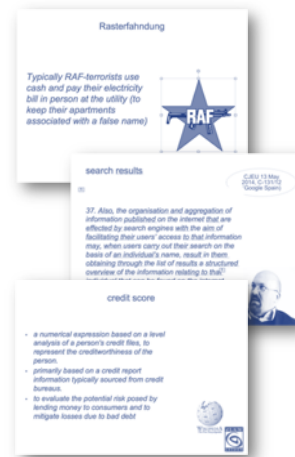 Rasterfahndung
Typically RAF-terrorists use
cash and pay their electricity
bill in person at the utility (to
keep their apartments
associated with a false name)
RAF
search results
CJEU 13 May
2014, C-131/12
Google Spain)
37. Also, the organisation and aggregation of
information published on the internet that are
effected by search engines with the aim of
facilitating their users' access to that information
may, when users carry out their search on the
basis of an individual's name, result in them
obtaining through the list of results a structured
overview of the information relating to that
credit score
- a numerical expression based on a level
analysis of a person's credit files, to
represent the creditworthiness of the
person.
- primarily based on a credit report
information typically sourced from credit
bureaus.
- to evaluate the potential risk posed by
lending money to consumers and to
mitigate losses due to bad debt
WIKIPEDIA